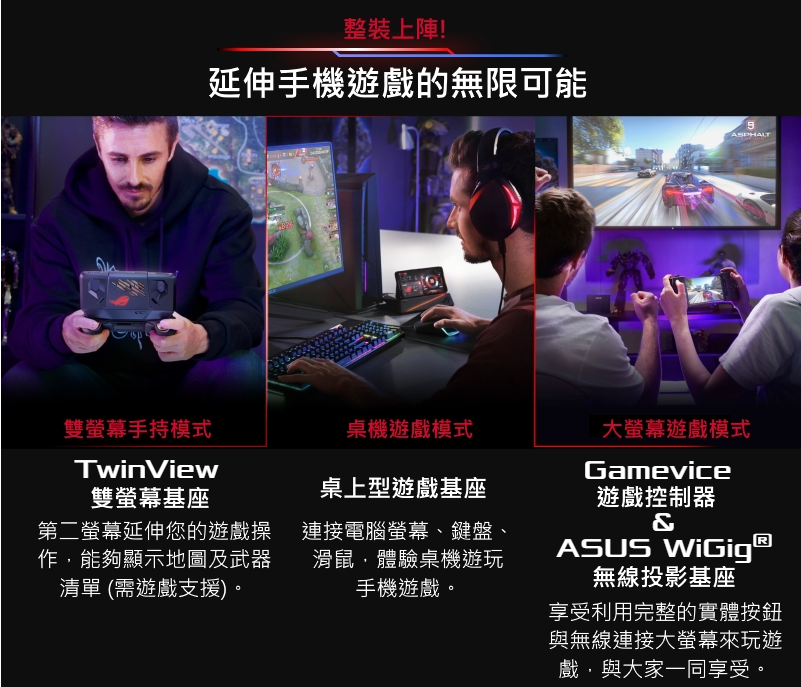 整裝上陣!
延伸手機遊戲的無限可能
9
ASPHALT
雙螢幕手持模式
桌機遊戲模式
大螢幕遊戲模式
TwinView
雙螢幕基座
第二螢幕延伸您的遊戲操
作，能夠顯示地圖及武器
清單 (需遊戲支援)。
桌上型遊戲基座
連接電腦螢幕、鍵盤、
滑鼠，體驗桌機遊玩
手機遊戲。
Gamevice
遊戲控制器
&
ASUS WiGig®
無線投影基座
享受利用完整的實體按鈕
與無線連接大螢幕來玩遊
戲，與大家一同享受。